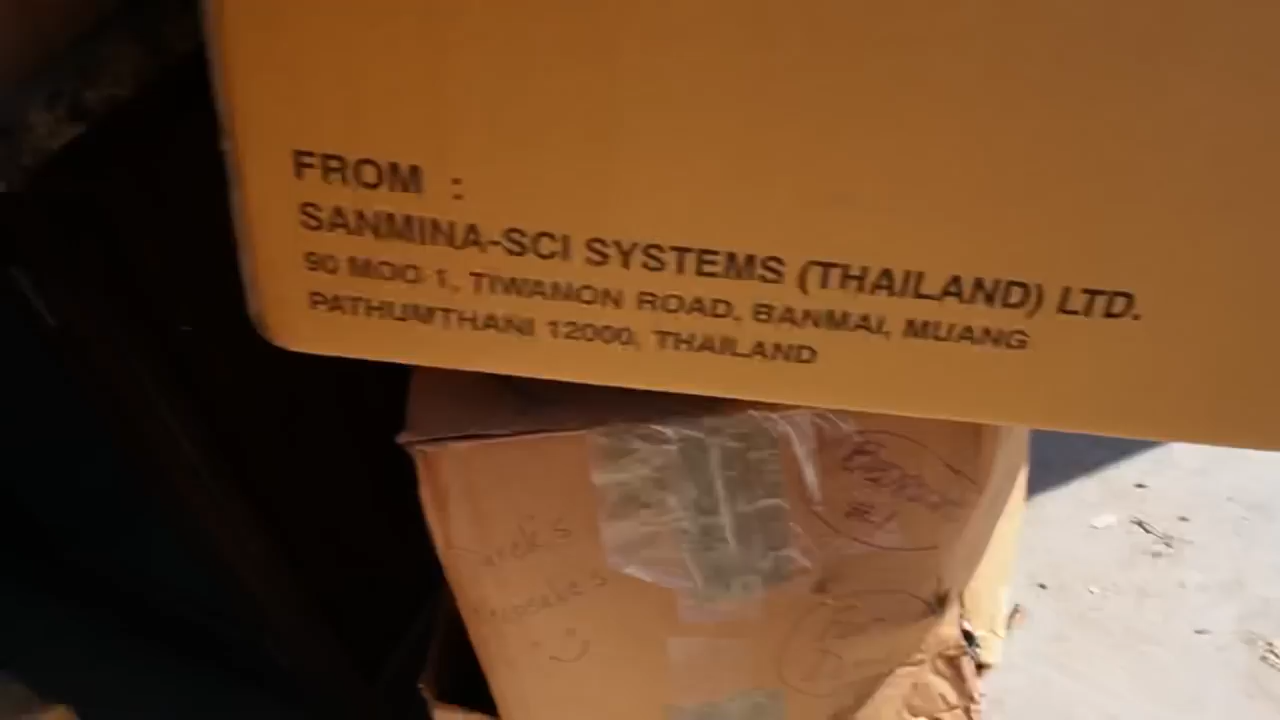 FROM :
SANMINA-SCI SYSTEMS (THAILAND) LTD.
90 MOO 1, TIWANON ROAD, BANMAI, MUANG
PATHUMTHANI 12000, THAILAND